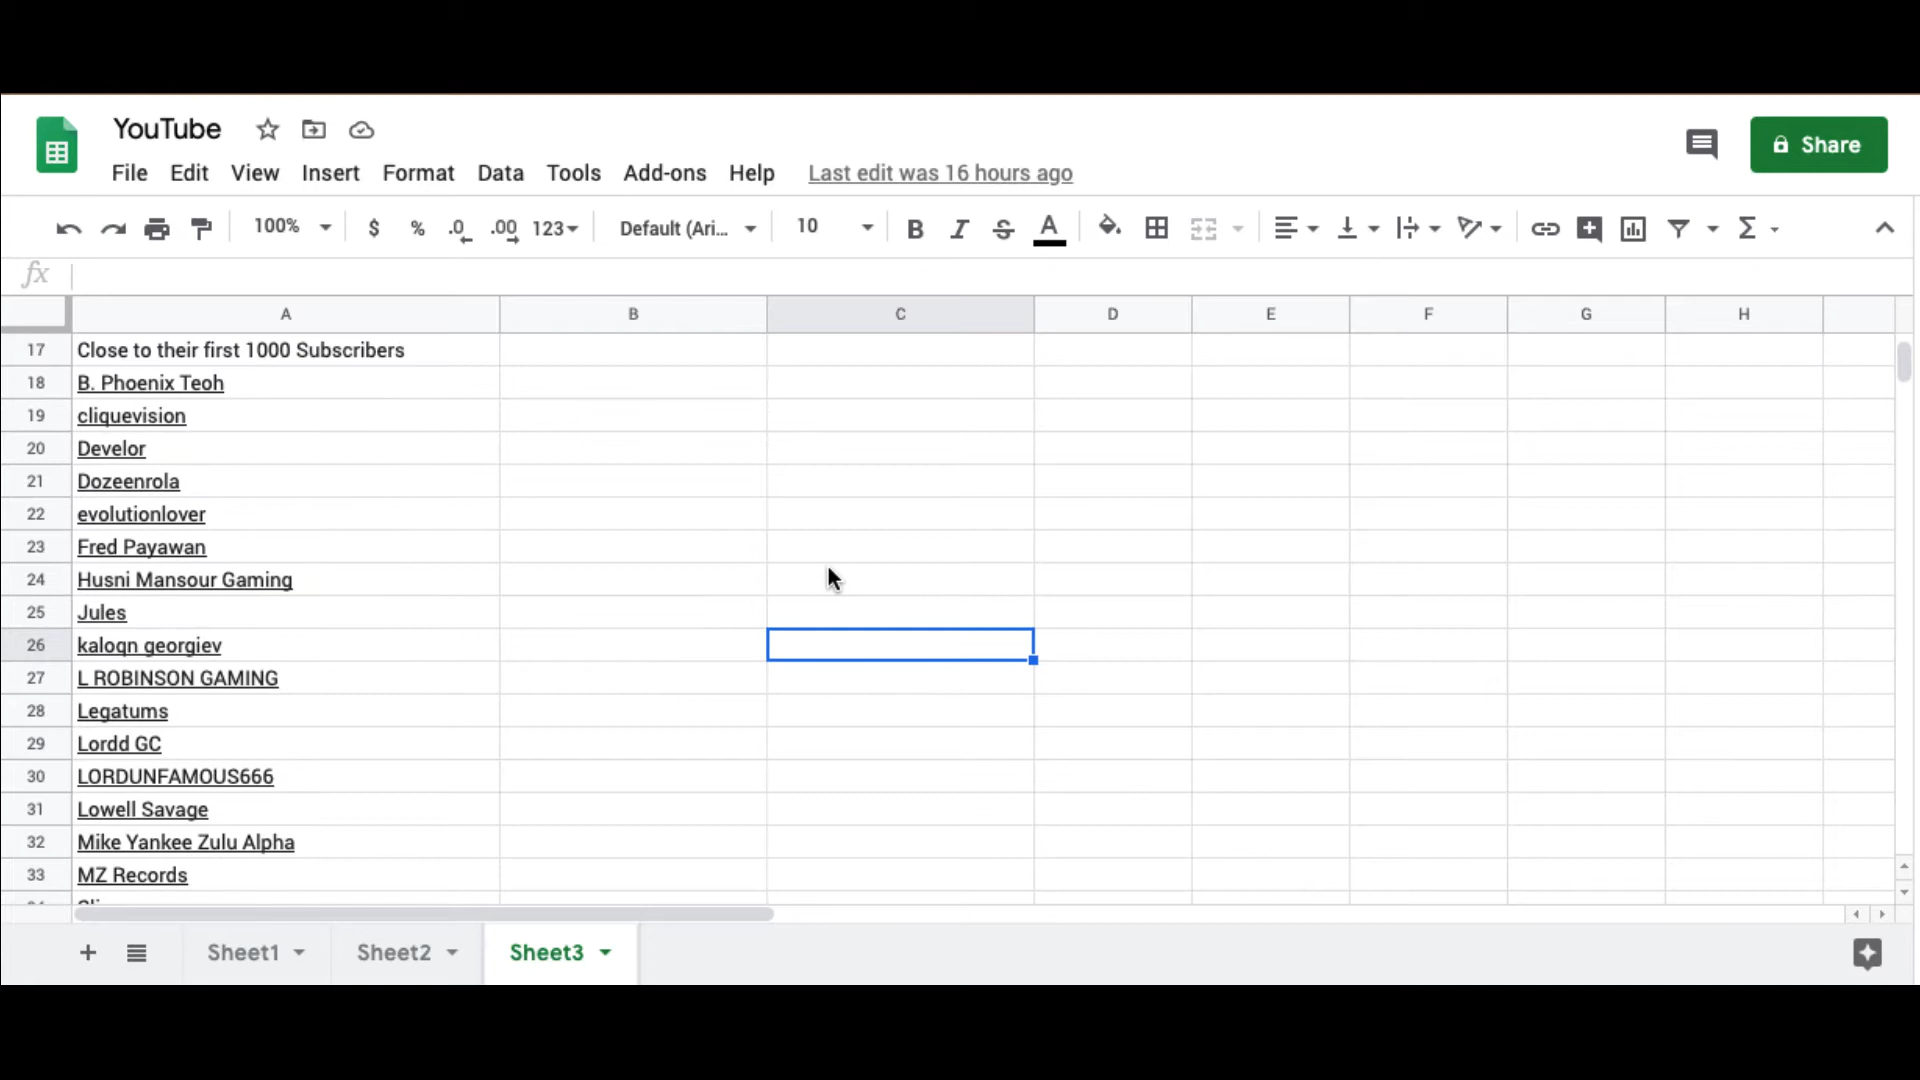 YouTube
Share
File Edit View Insert Format Data Tools Add-ons Help Last edit was 16 hours ago
100% $ % .0 .00 123 Default (Ari... 10 B I S A Σ
fx
A B C D E F G H
17 Close to their first 1000 Subscribers
18 B. Phoenix Teoh
19 cliquevision
20 Develor
21 Dozeenrola
22 evolutionlover
23 Fred Payawan
24 Husni Mansour Gaming
25 Jules
26 kaloqn georgiev
27 L ROBINSON GAMING
28 Legatums
29 Lordd GC
30 LORDUNFAMOUS666
31 Lowell Savage
32 Mike Yankee Zulu Alpha
33 MZ Records
Sheet1 Sheet2 Sheet3